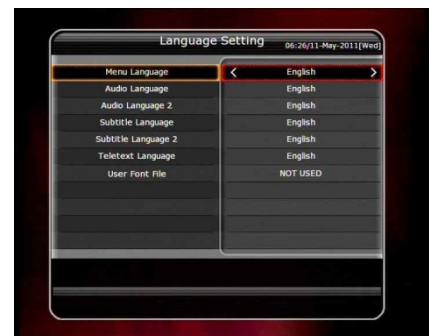 Language Setting 06:26/11-May-2011[Wed]
Menu Language < English >
Audio Language English
Audio Language 2 English
Subtitle Language English
Subtitle Language 2 English
Teletext Language English
User Font File NOT USED